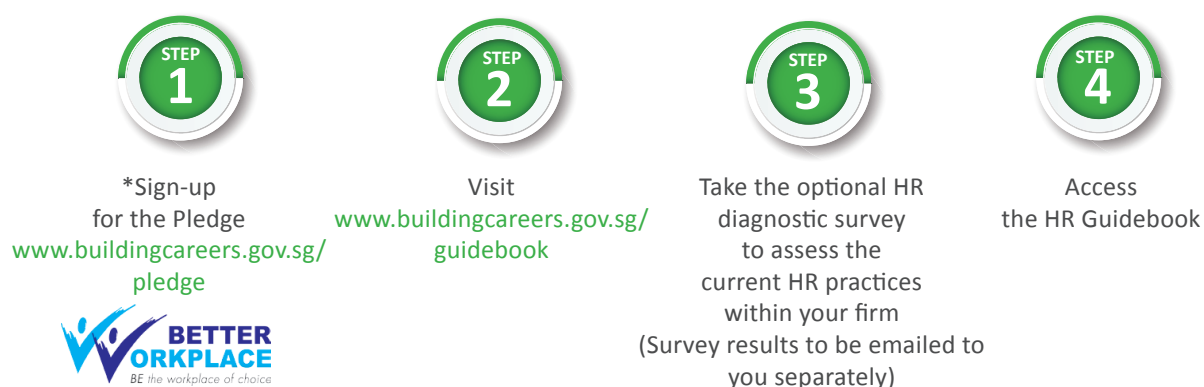 STEP
1
*Sign-up
for the Pledge
www.buildingcareers.gov.sg/
pledge
BETTER
WORKPLACE
BE the workplace of choice
STEP
2
Visit
www.buildingcareers.gov.sg/
guidebook
STEP
3
Take the optional HR
diagnostic survey
to assess the
current HR practices
within your firm
(Survey results to be emailed to
you separately)
STEP
4
Access
the HR Guidebook